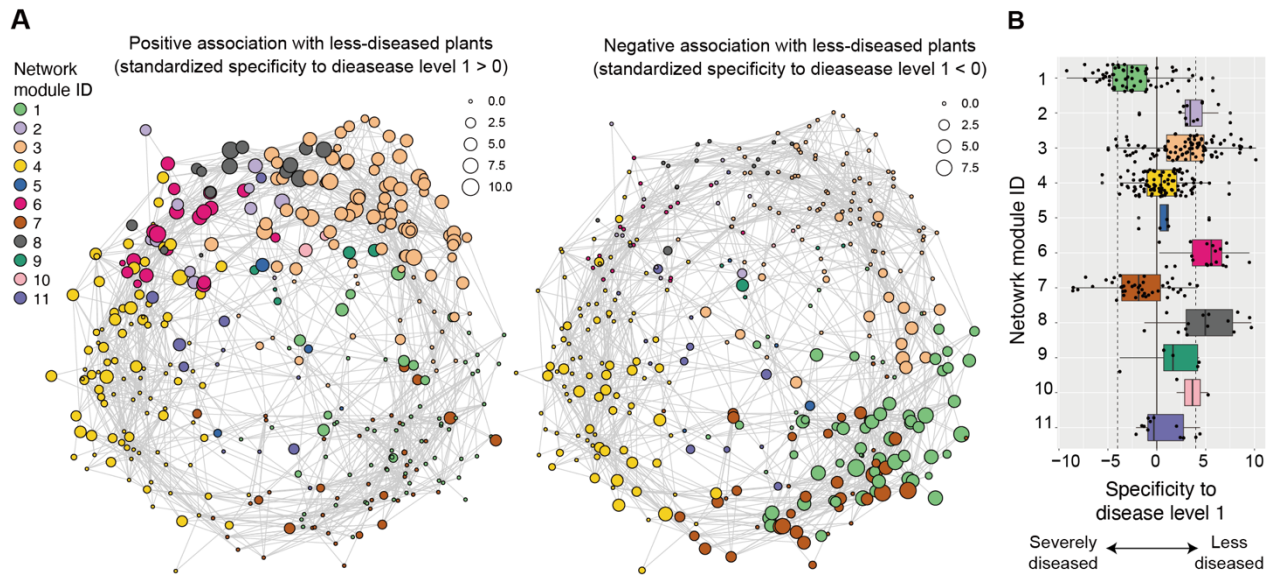 A
Positive association with less-diseased plants
(standardized specificity to dieasease level 1 > 0)
Network
module ID
1
2
3
4
5
6
7
8
9
10
11
0.0
2.5
5.0
7.5
10.0
Negative association with less-diseased plants
(standardized specificity to dieasease level 1 < 0)
0.0
2.5
5.0
7.5
B
Netowrk module ID
1
2
3
4
5
6
7
8
9
10
11
−10 −5 0 5 10
Specificity to
disease level 1
Severely
diseased
Less
diseased